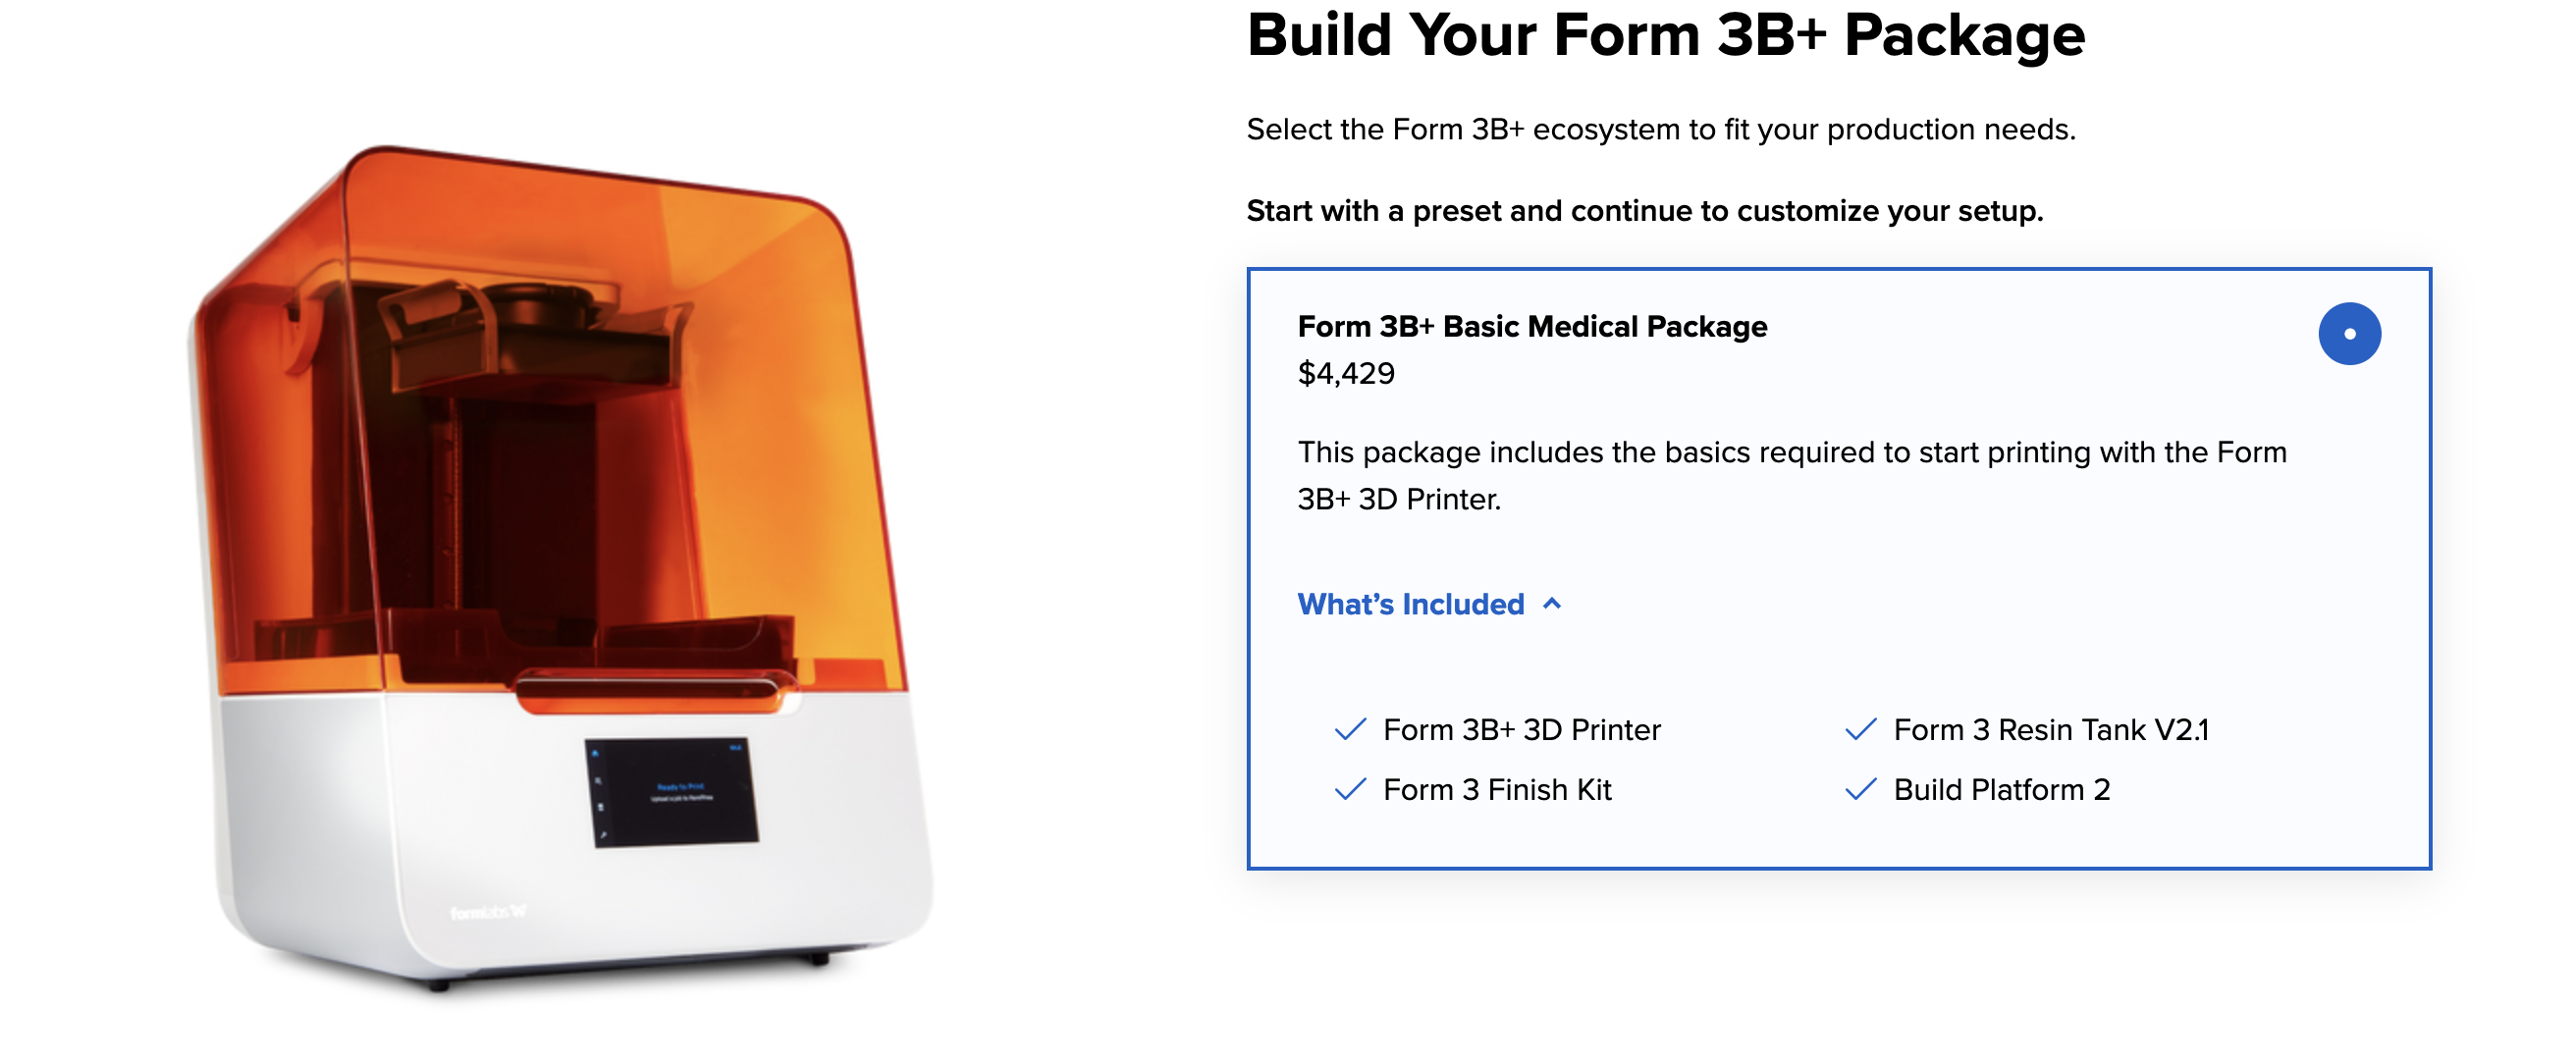 Build Your Form 3B+ Package
Select the Form 3B+ ecosystem to fit your production needs.
Start with a preset and continue to customize your setup.
Form 3B+ Basic Medical Package
$4,429
This package includes the basics required to start printing with the Form
3B+ 3D Printer.
What’s Included
Form 3B+ 3D Printer
Form 3 Resin Tank V2.1
Form 3 Finish Kit
Build Platform 2
Ready to Print
formlabs